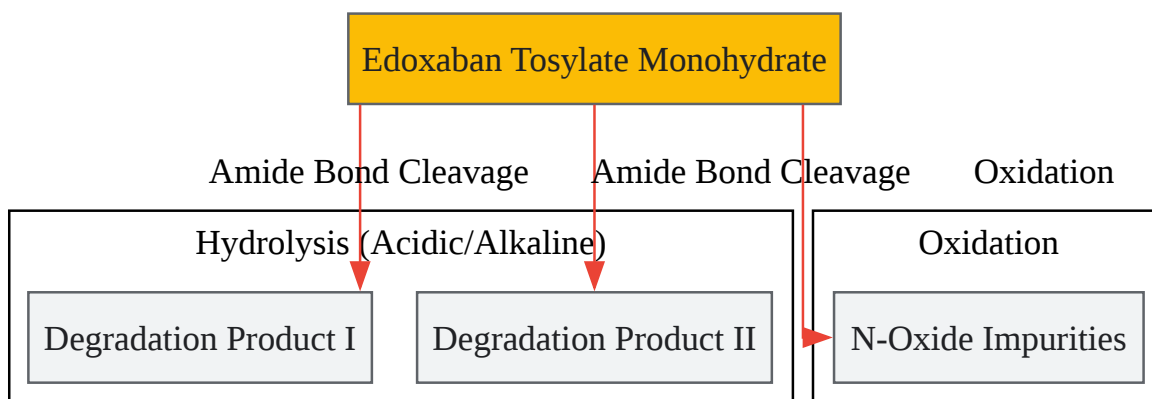 Edoxaban Tosylate Monohydrate
Amide Bond Cleavage
Amide Bond Cleavage
Oxidation
Hydrolysis (Acidic/Alkaline)
Oxidation
Degradation Product I
Degradation Product II
N-Oxide Impurities